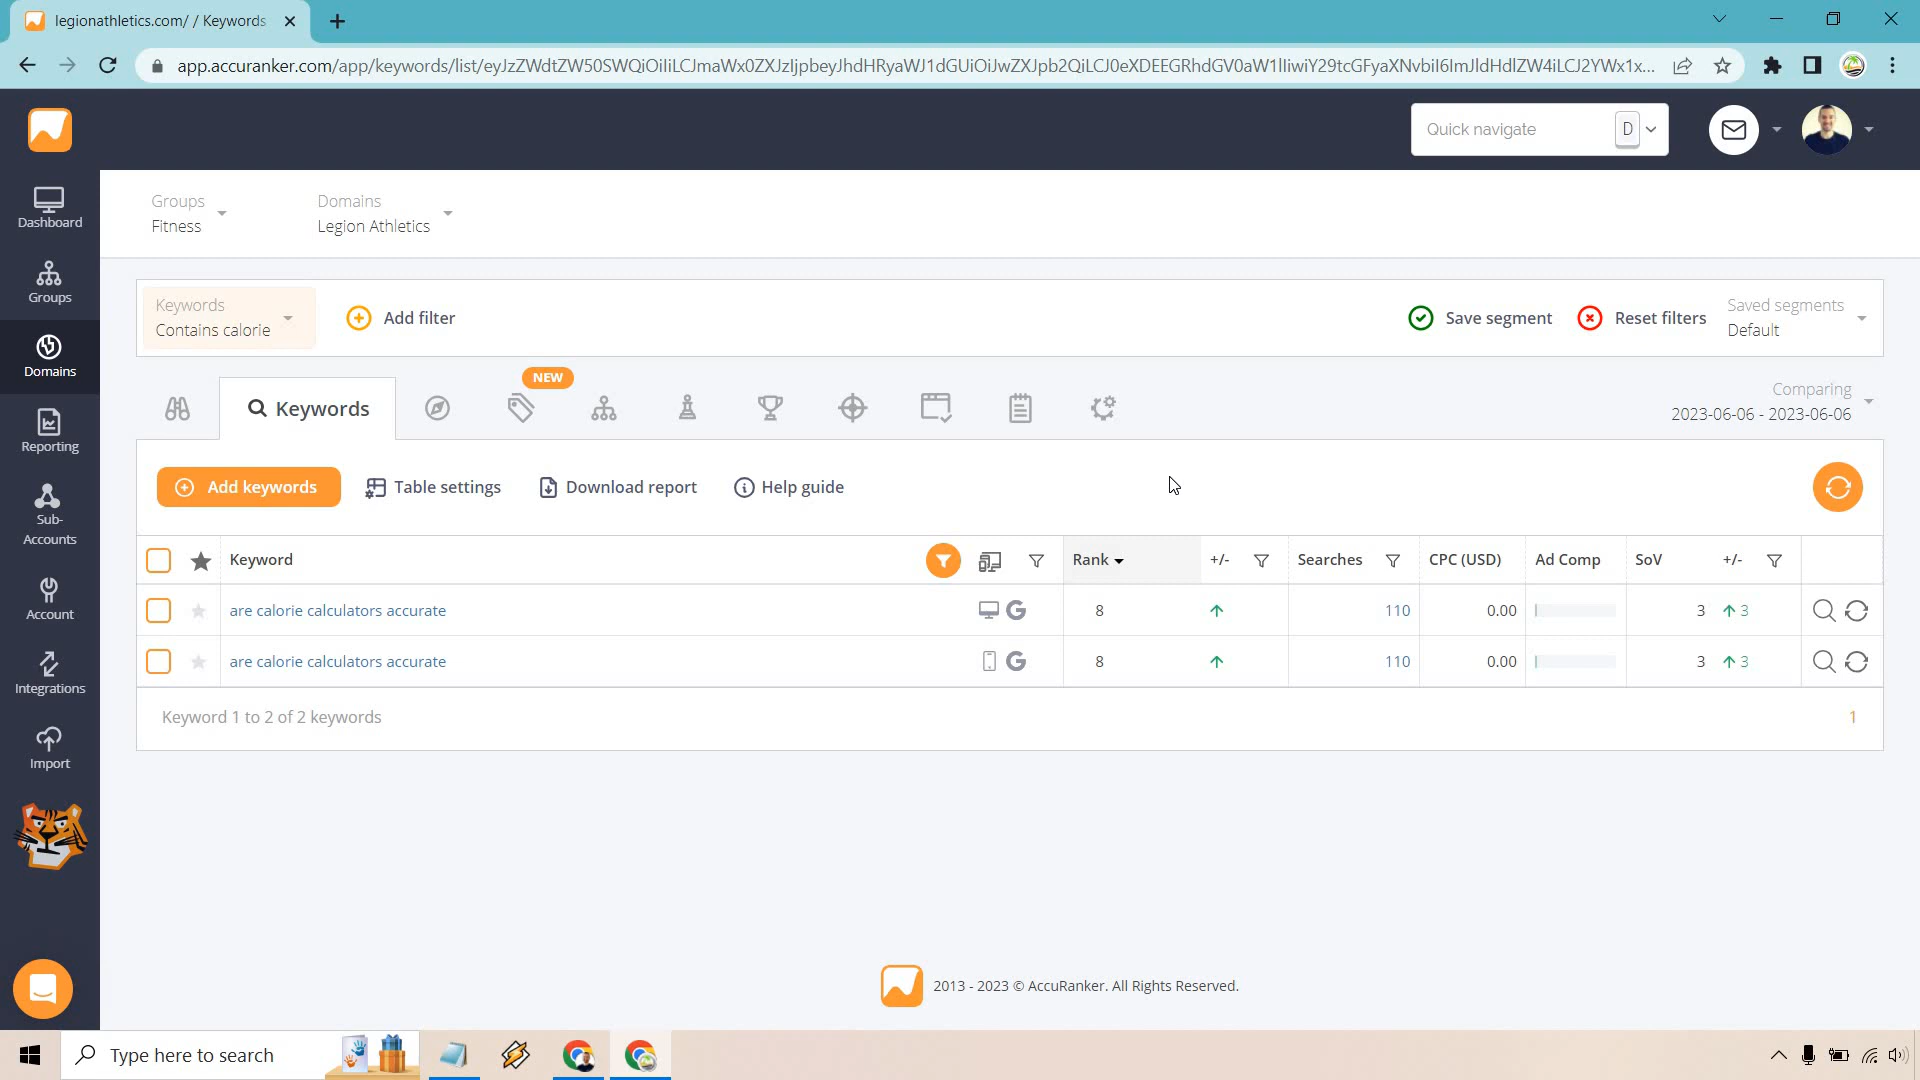 legionathletics.com/ / Keywords
app.accuranker.com/app/keywords/list/
Quick navigate D
Groups
Fitness
Domains
Legion Athletics
Dashboard
Groups
Domains
Reporting
Sub-
Accounts
Account
Integrations
Import
Keywords
Contains calorie
Add filter
Save segment
Reset filters
Saved segments
Default
NEW
Keywords
Comparing
2023-06-06 - 2023-06-06
Add keywords Table settings Download report Help guide
Keyword Rank +/- Searches CPC (USD) Ad Comp SoV +/-
are calorie calculators accurate 8 110 0.00 3 3
are calorie calculators accurate 8 110 0.00 3 3
Keyword 1 to 2 of 2 keywords 1
2013 - 2023 © AccuRanker. All Rights Reserved.
Type here to search